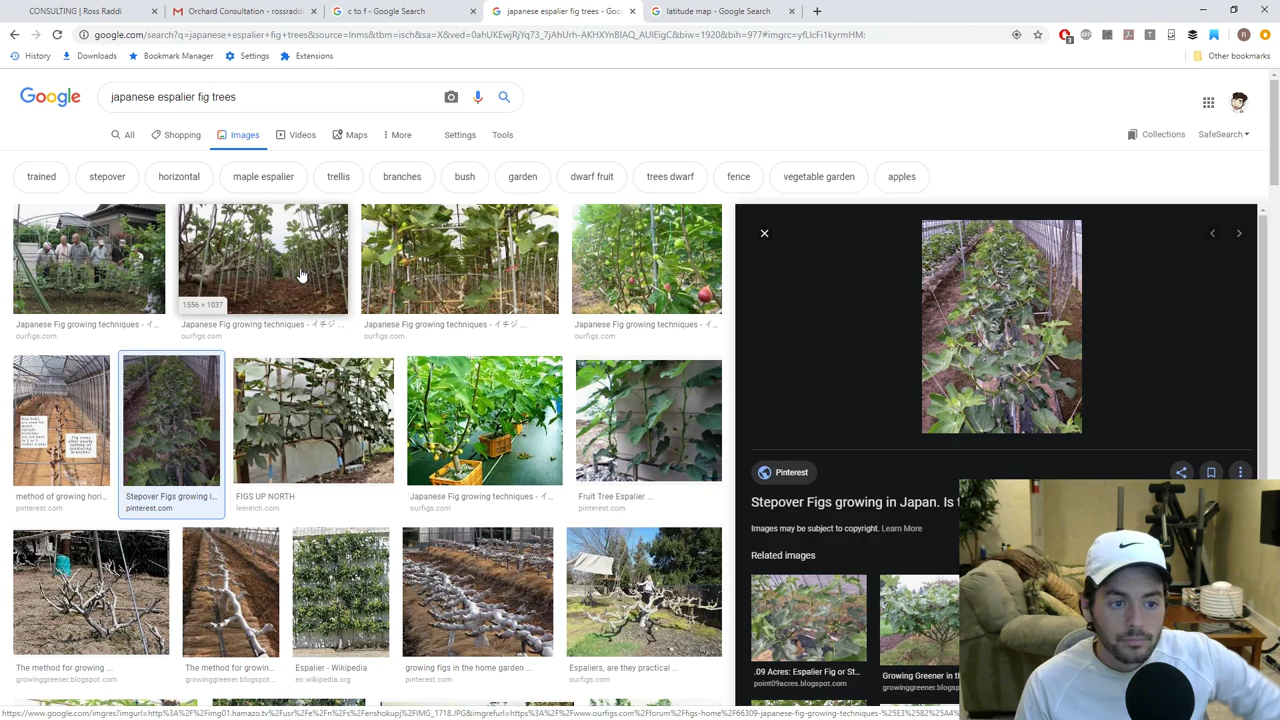 CONSULTING | Ross Raddi
Orchard Consultation - rossraddi
c to f - Google Search
japanese espalier fig trees - Goo
latitude map - Google Search
google.com/search?q=japanese+espalier+fig+trees&source=lnms&tbm=isch&sa=X&ved=0ahUKEwjRjYq73_7jAhUrh-AKHXYnBIAQ_AUIEigC&biw=1920&bih=977#imgrc=yfLIcFi1kyrmHM:
3
History
Downloads
Bookmark Manager
Settings
Extensions
Other bookmarks
Google
japanese espalier fig trees
All
Shopping
Images
Videos
Maps
More
Settings
Tools
Collections
SafeSearch
trained
stepover
horizontal
maple espalier
trellis
branches
bush
garden
dwarf fruit
trees dwarf
fence
vegetable garden
apples
1556 × 1037
Japanese Fig growing techniques - イ...
ourfigs.com
Japanese Fig growing techniques - イチジ ...
ourfigs.com
Japanese Fig growing techniques - イチジ ...
ourfigs.com
Japanese Fig growing techniques - イ...
ourfigs.com
method of growing hori...
pinterest.com
Stepover Figs growing i...
pinterest.com
FIGS UP NORTH
leereich.com
Japanese Fig growing techniques - イ...
ourfigs.com
Fruit Tree Espalier ...
pinterest.com
The method for growing ...
growinggreener.blogspot.com
The method for growin...
growinggreener.blogspot...
Espalier - Wikipedia
en.wikipedia.org
growing figs in the home garden ...
pinterest.com
Espaliers, are they practical ...
ourfigs.com
Pinterest
Stepover Figs growing in Japan. Is t
Images may be subject to copyright. Learn More
Related images
.09 Acres: Espalier Fig or St...
point09acres.blogspot.com
Growing Greener in th
growinggreener.blogsp